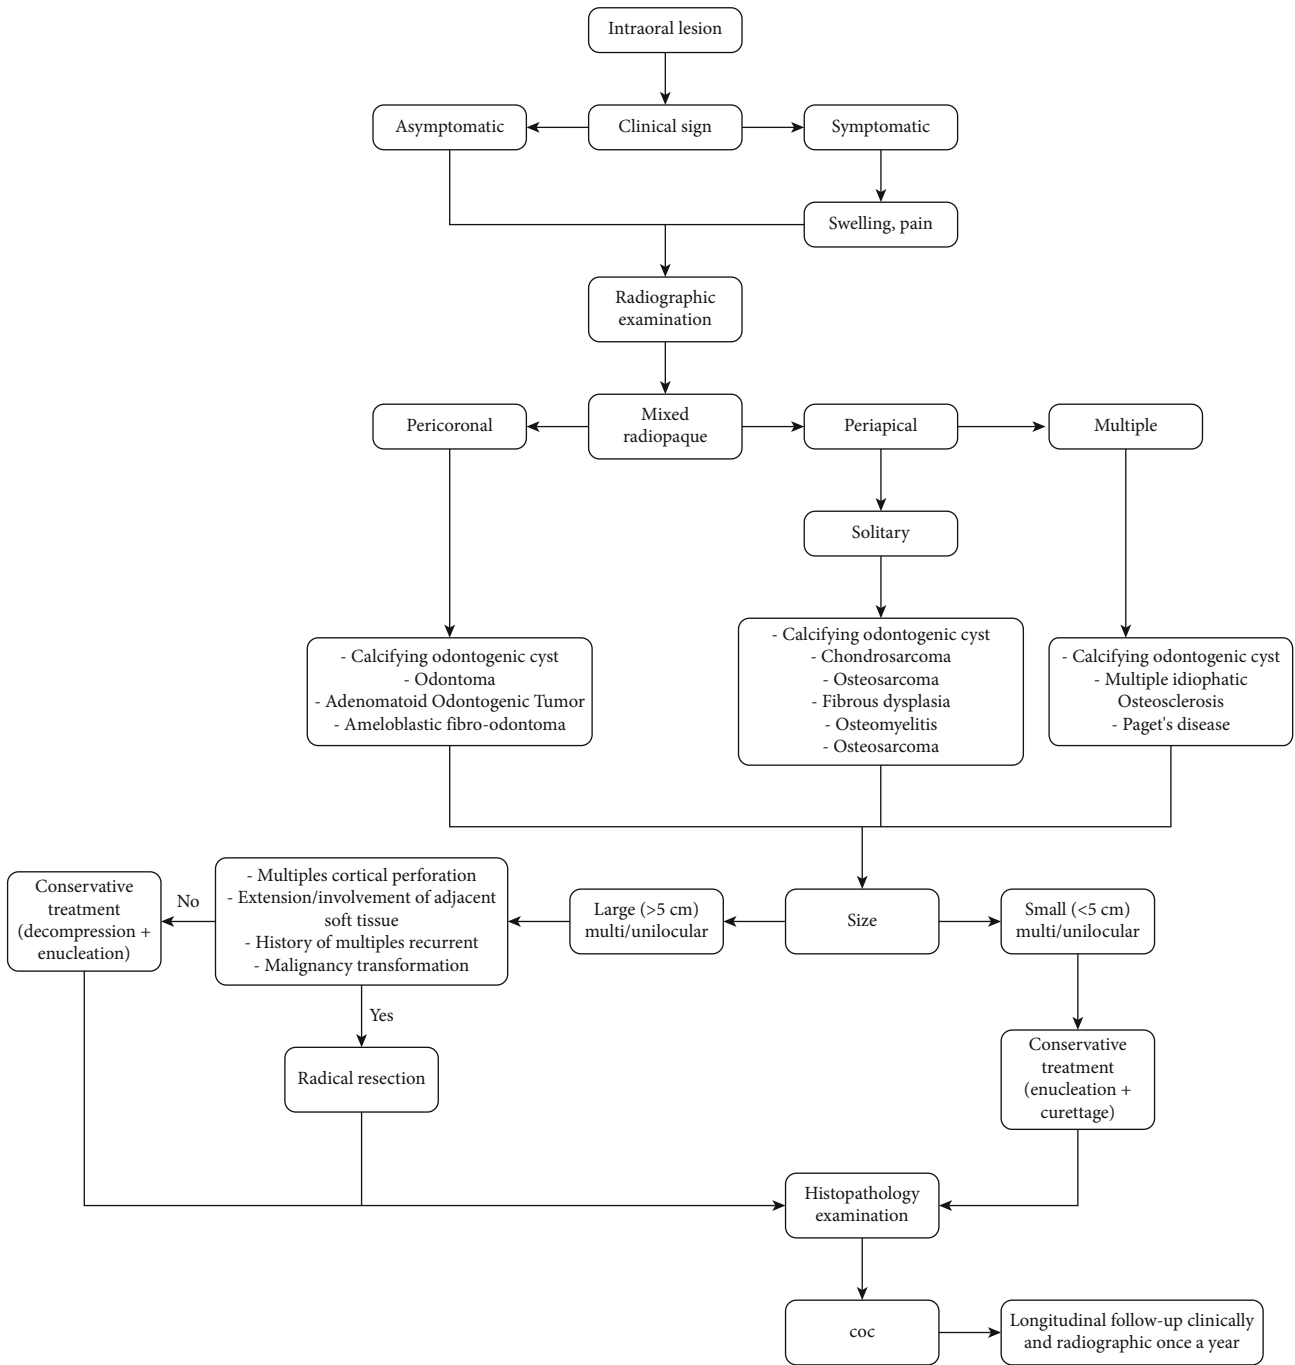 Intraoral lesion
Asymptomatic
Clinical sign
Symptomatic
Swelling, pain
Radiographic
examination
Pericoronal
Mixed
radiopaque
Periapical
Multiple
Solitary
- Calcifying odontogenic cyst
- Odontoma
- Adenomatoid Odontogenic Tumor
- Ameloblastic fibro-odontoma
- Calcifying odontogenic cyst
- Chondrosarcoma
- Osteosarcoma
- Fibrous dysplasia
- Osteomyelitis
- Osteosarcoma
- Calcifying odontogenic cyst
- Multiple idiophatic
Osteosclerosis
- Paget's disease
Conservative
treatment
(decompression +
enucleation)
No
- Multiples cortical perforation
- Extension/involvement of adjacent
soft tissue
- History of multiples recurrent
- Malignancy transformation
Large (>5 cm)
multi/unilocular
Size
Small (<5 cm)
multi/unilocular
Yes
Radical resection
Conservative
treatment
(enucleation +
curettage)
Histopathology
examination
coc
Longitudinal follow-up clinically
and radiographic once a year